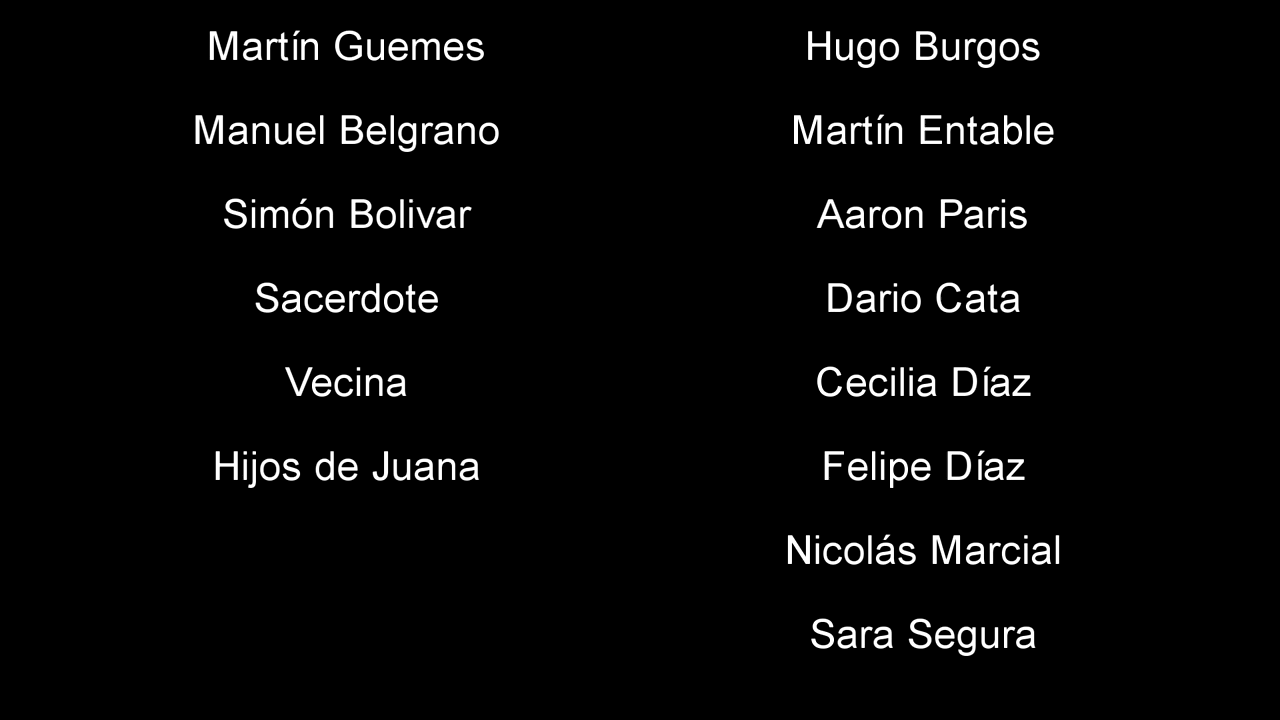 Martín Guemes Hugo Burgos
Manuel Belgrano Martín Entable
Simón Bolivar Aaron Paris
Sacerdote Dario Cata
Vecina Cecilia Díaz
Hijos de Juana Felipe Díaz
Nicolás Marcial
Sara Segura